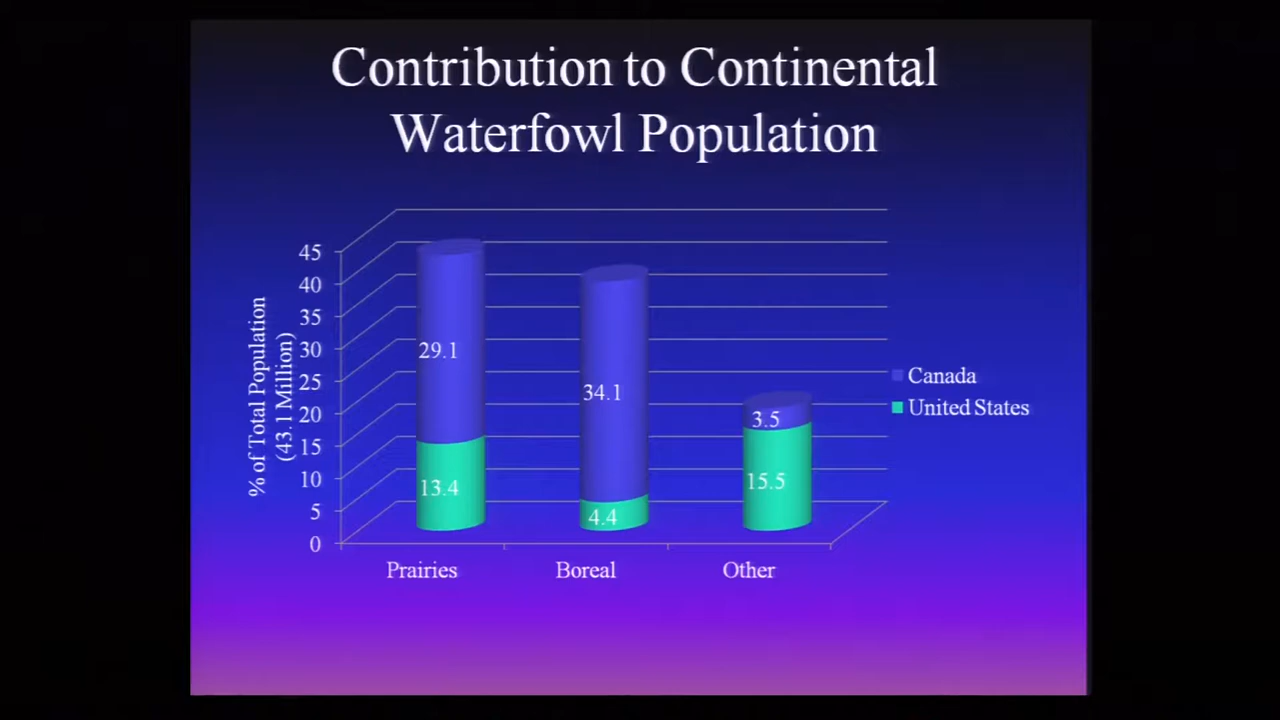 Contribution to Continental
Waterfowl Population
% of Total Population
(43.1 Million)
45
40
35
30
25
20
15
10
5
0
29.1
13.4
34.1
4.4
3.5
15.5
Prairies
Boreal
Other
Canada
United States